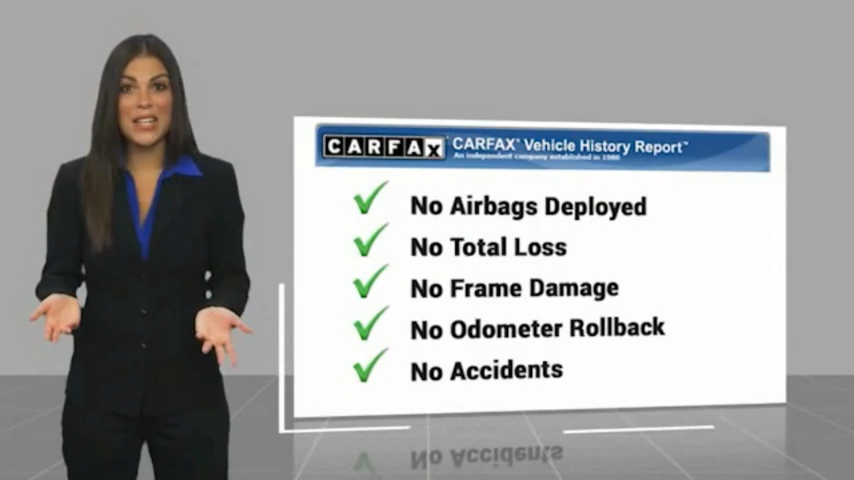 CARFAX CARFAX® Vehicle History Report™
An independent company established in 1986
No Airbags Deployed
No Total Loss
No Frame Damage
No Odometer Rollback
No Accidents
No Accidents